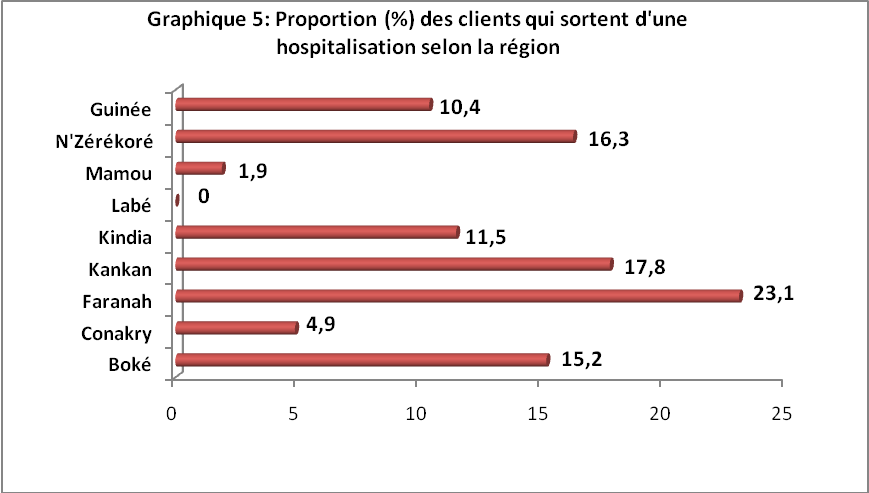 Graphique 5: Proportion (%) des clients qui sortent d'une
hospitalisation selon la région
Guinée 10,4
N'Zérékoré 16,3
Mamou 1,9
Labé 0
Kindia 11,5
Kankan 17,8
Faranah 23,1
Conakry 4,9
Boké 15,2
0 5 10 15 20 25